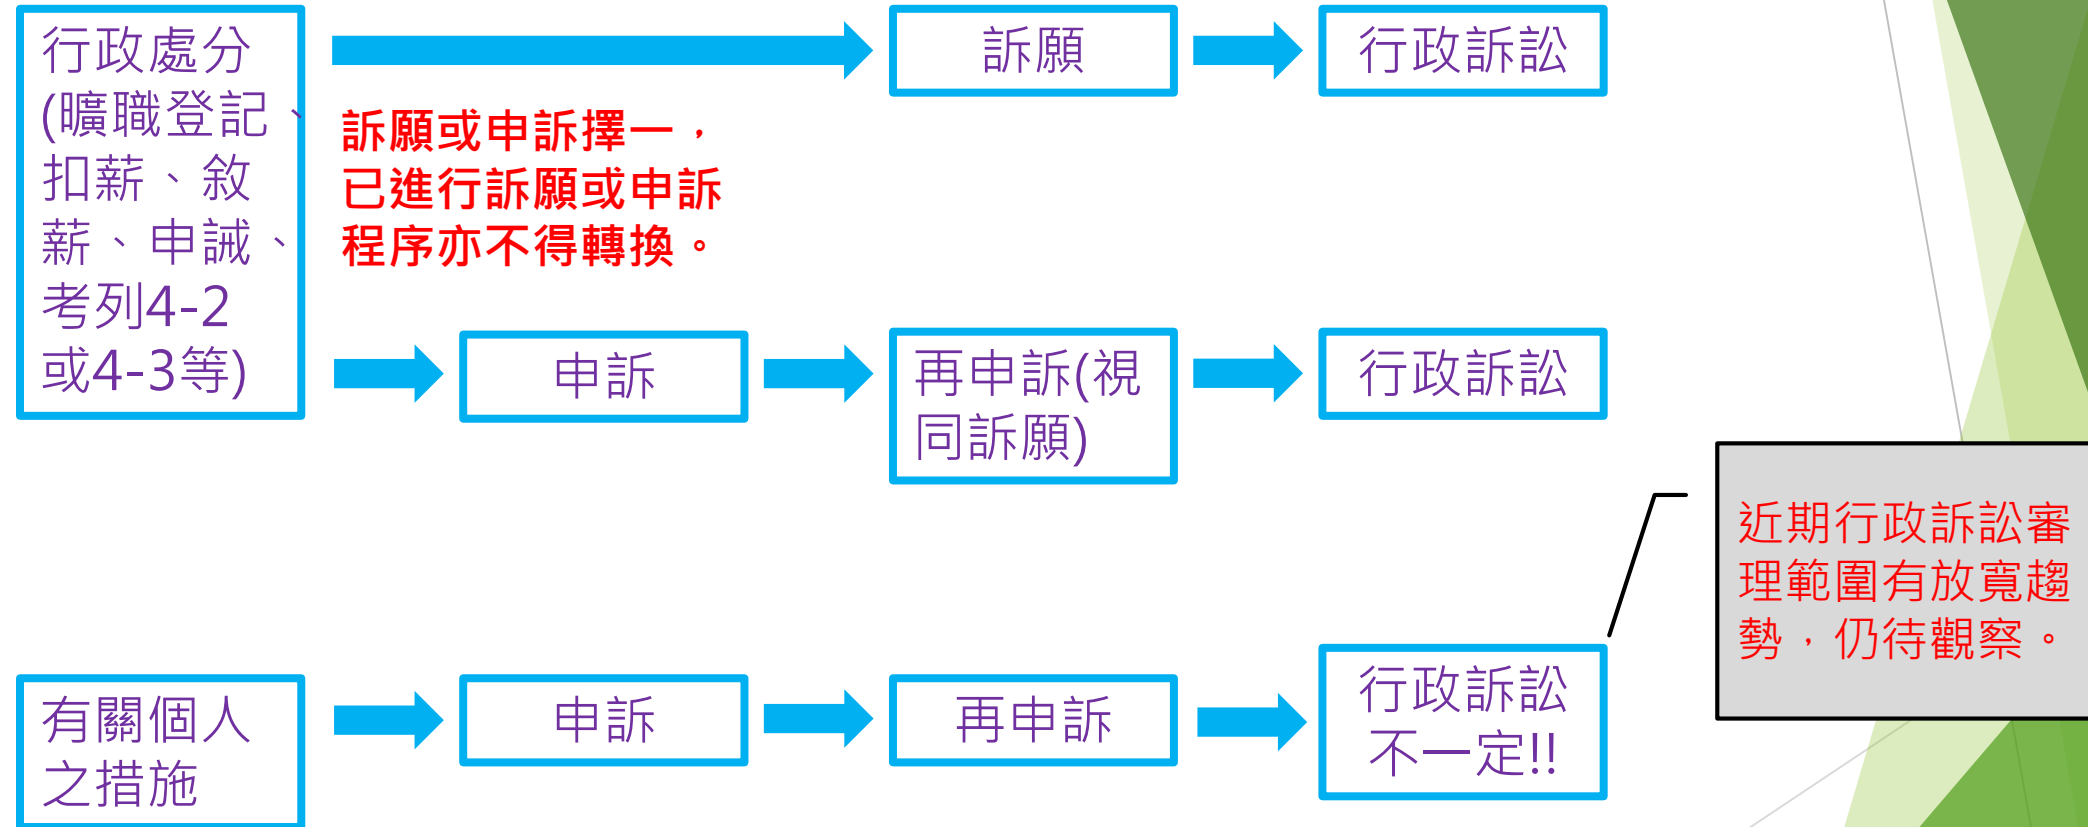 行政處分
(曠職登記、
扣薪、敘
薪、申誡、
考列4-2
或4-3等)
訴願
行政訴訟
訴願或申訴擇一，
已進行訴願或申訴
程序亦不得轉換。
申訴
再申訴(視
同訴願)
行政訴訟
近期行政訴訟審
理範圍有放寬趨
勢，仍待觀察。
有關個人
之措施
申訴
再申訴
行政訴訟
不一定!!